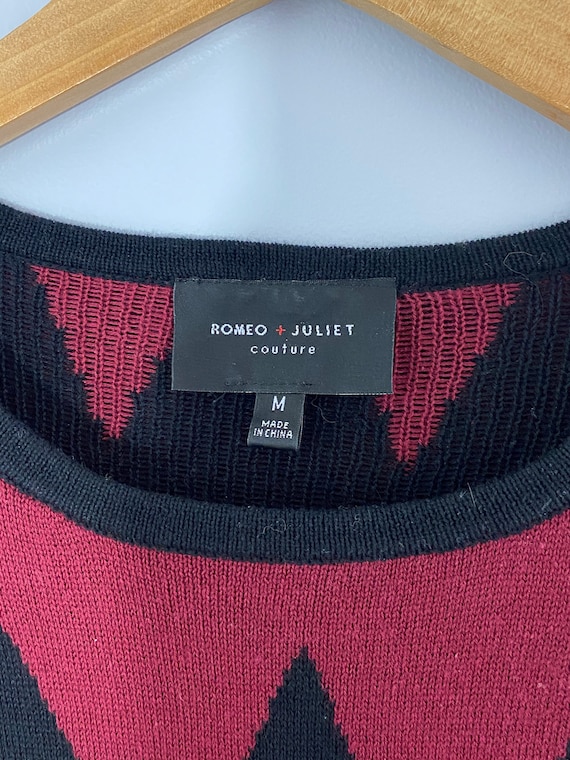 ROMEO + JULIET
couture
M
MADE
IN CHINA